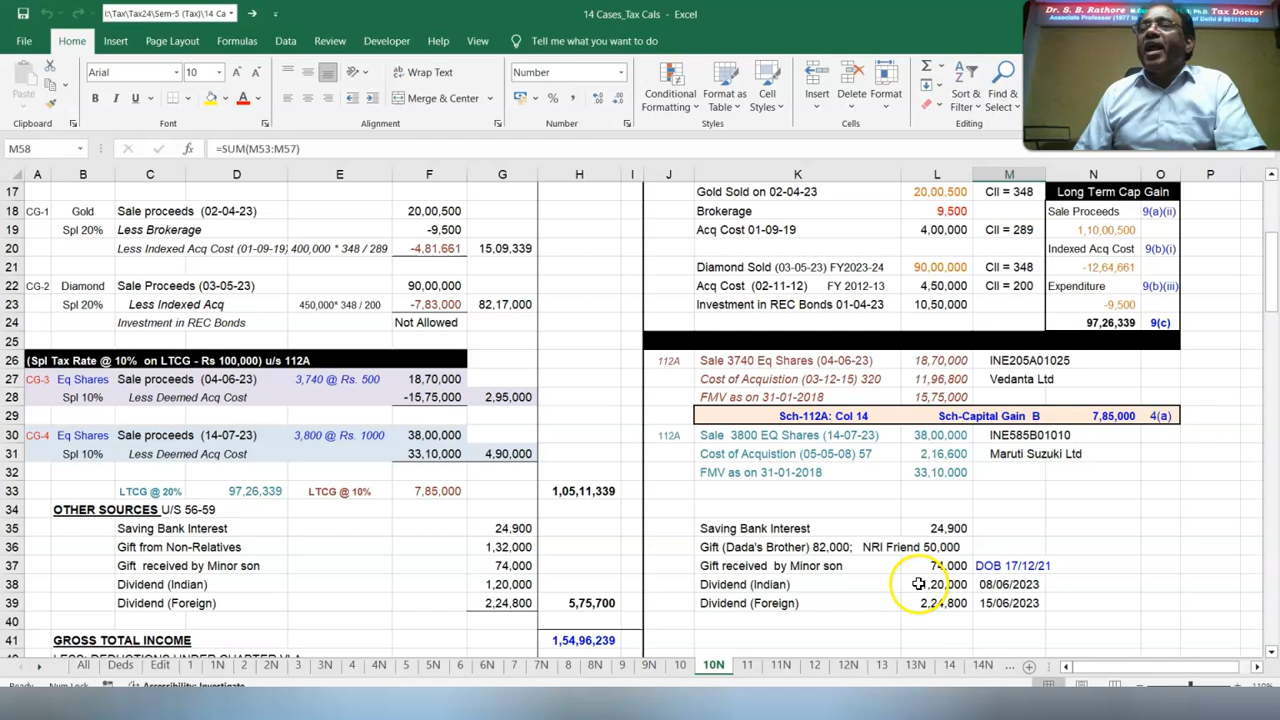 I:\Tax\Tax24\Sem-5 (Tax)\14 Ca
14 Cases_Tax Cals - Excel
Dr. S. B. Rathore
Ph.D. Tax Doctor
Associate Professor (1977 to
of Delhi # 9811116835
File Home Insert Page Layout Formulas Data Review Developer Help View Tell me what you want to do
Paste
Arial 10
Wrap Text
Merge & Center
Number
Conditional Formatting
Format as Table
Cell Styles
Insert Delete Format
Sort & Filter
Find & Select
Clipboard Font Alignment Number Styles Cells Editing
M58 =SUM(M53:M57)
A B C D E F G H I J K L M N O P
17 Gold Sold on 02-04-23 20,00,500 CII = 348 Long Term Cap Gain
18 CG-1 Gold Sale proceeds (02-04-23) 20,00,500 Brokerage 9,500 Sale Proceeds 9(a)(ii)
19 Spl 20% Less Brokerage -9,500 Acq Cost 01-09-19 4,00,000 CII = 289 1,10,00,500
20 Less Indexed Acq Cost (01-09-19) 400,000 * 348 / 289 -4,81,661 15,09,339 Indexed Acq Cost 9(b)(i)
21 Diamond Sold (03-05-23) FY2023-24 90,00,000 CII = 348 -12,64,661
22 CG-2 Diamond Sale Proceeds (03-05-23) 90,00,000 Acq Cost (02-11-12) FY 2012-13 4,50,000 CII = 200 Expenditure 9(b)(iii)
23 Spl 20% Less Indexed Acq 450,000* 348 / 200 -7,83,000 82,17,000 Investment in REC Bonds 01-04-23 10,50,000 -9,500
24 Investment in REC Bonds Not Allowed 97,26,339 9(c)
25
26 (Spl Tax Rate @ 10% on LTCG - Rs 100,000) u/s 112A 112A Sale 3740 Eq Shares (04-06-23) 18,70,000 INE205A01025
27 CG-3 Eq Shares Sale proceeds (04-06-23) 3,740 @ Rs. 500 18,70,000 Cost of Acquistion (03-12-15) 320 11,96,800 Vedanta Ltd
28 Spl 10% Less Deemed Acq Cost -15,75,000 2,95,000 FMV as on 31-01-2018 15,75,000
29 Sch-112A: Col 14 Sch-Capital Gain B 7,85,000 4(a)
30 CG-4 Eq Shares Sale proceeds (14-07-23) 3,800 @ Rs. 1000 38,00,000 112A Sale 3800 EQ Shares (14-07-23) 38,00,000 INE585B01010
31 Spl 10% Less Deemed Acq Cost 33,10,000 4,90,000 Cost of Acquistion (05-05-08) 57 2,16,600 Maruti Suzuki Ltd
32 FMV as on 31-01-2018 33,10,000
33 LTCG @ 20% 97,26,339 LTCG @ 10% 7,85,000 1,05,11,339
34 OTHER SOURCES U/S 56-59
35 Saving Bank Interest 24,900 Saving Bank Interest 24,900
36 Gift from Non-Relatives 1,32,000 Gift (Dada's Brother) 82,000; NRI Friend 50,000
37 Gift received by Minor son 74,000 Gift received by Minor son 74,000 DOB 17/12/21
38 Dividend (Indian) 1,20,000 Dividend (Indian) 1,20,000 08/06/2023
39 Dividend (Foreign) 2,24,800 5,75,700 Dividend (Foreign) 2,24,800 15/06/2023
40
41 GROSS TOTAL INCOME 1,54,96,239
All Deds Edit 1 1N 2 2N 3 3N 4 4N 5 5N 6 6N 7 7N 8 8N 9 9N 10 10N 11 11N 12 12N 13 13N 14 14N ...